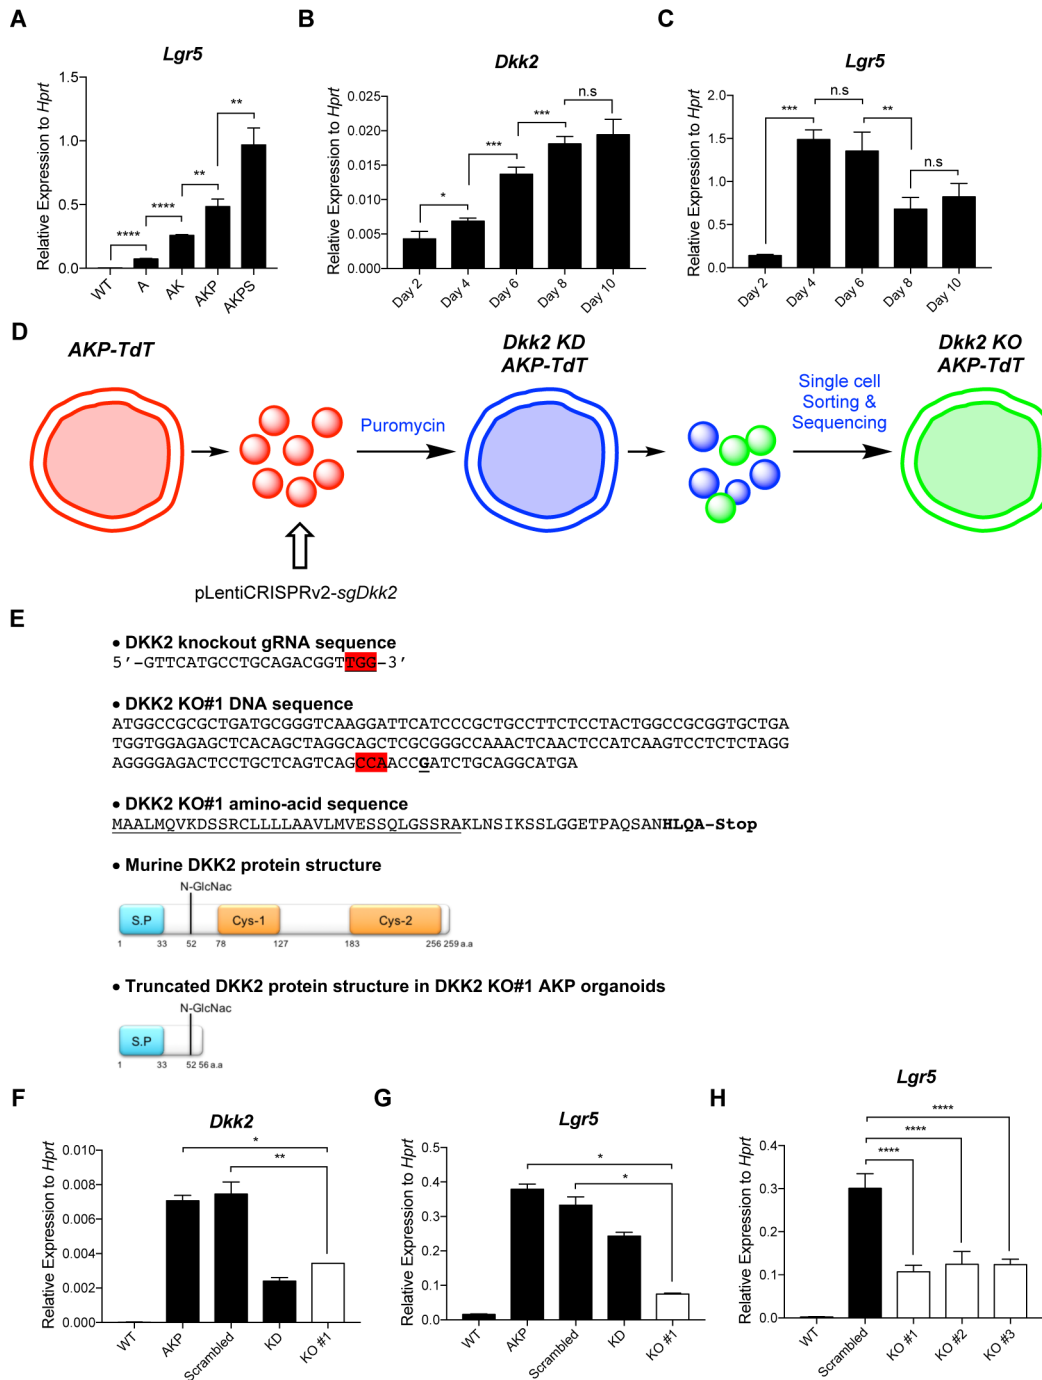 A
Lgr5
Relative Expression to Hprt
1.5
1.0
0.5
0.0
****
****
**
**
WT
A
AK
AKP
AKPS
B
Dkk2
Relative Expression to Hprt
0.025
0.020
0.015
0.010
0.005
0.000
*
***
***
n.s
Day 2
Day 4
Day 6
Day 8
Day 10
C
Lgr5
Relative Expression to Hprt
2.0
1.5
1.0
0.5
0.0
***
n.s
**
n.s
Day 2
Day 4
Day 6
Day 8
Day 10
D
AKP-TdT
pLentiCRISPRv2-sgDkk2
Puromycin
Dkk2 KD
AKP-TdT
Single cell
Sorting &
Sequencing
Dkk2 KO
AKP-TdT
E
• DKK2 knockout gRNA sequence
5’-GTTCATGCCTGCAGACGGTTGG-3’
• DKK2 KO#1 DNA sequence
ATGGCCGCGCTGATGCGGGTCAAGGATTCATCCCGCTGCCTTCTCCTACTGGCCGCGGTGCTGA
TGGTGGAGAGCTCACAGCTAGGCAGCTCGCGGGCCAAACTCAACTCCATCAAGTCCTCTCTAGG
AGGGGAGACTCCTGCTCAGTCAGCCAACCGATCTGCAGGCATGA
• DKK2 KO#1 amino-acid sequence
MAALMQVKDSSRCLLLLAAVLMVESSQLGSSRAKLNSIKSSLGGETPAQSANHLQA-Stop
• Murine DKK2 protein structure
N-GlcNac
S.P
Cys-1
Cys-2
1 33 52 78 127 183 256 259 a.a
• Truncated DKK2 protein structure in DKK2 KO#1 AKP organoids
N-GlcNac
S.P
1 33 52 56 a.a
F
Dkk2
Relative Expression to Hprt
0.010
0.008
0.006
0.004
0.002
0.000
*
**
WT
AKP
Scrambled
KD
KO #1
G
Lgr5
Relative Expression to Hprt
0.5
0.4
0.3
0.2
0.1
0.0
*
*
WT
AKP
Scrambled
KD
KO #1
H
Lgr5
Relative Expression to Hprt
0.4
0.3
0.2
0.1
0.0
****
****
****
WT
Scrambled
KO #1
KO #2
KO #3